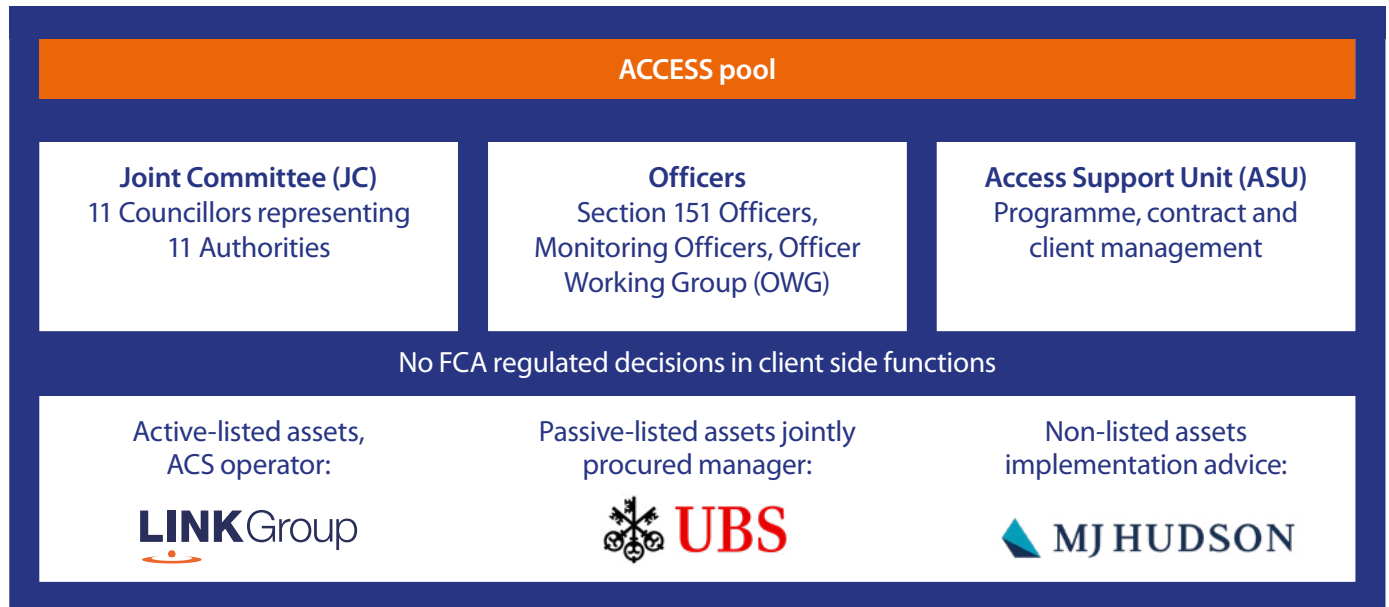 ACCESS pool
Joint Committee (JC)
11 Councillors representing
11 Authorities
Officers
Section 151 Officers,
Monitoring Officers, Officer
Working Group (OWG)
Access Support Unit (ASU)
Programme, contract and
client management
No FCA regulated decisions in client side functions
Active-listed assets,
ACS operator:
LINKGroup
Passive-listed assets jointly
procured manager:
UBS
Non-listed assets
implementation advice:
MJ HUDSON